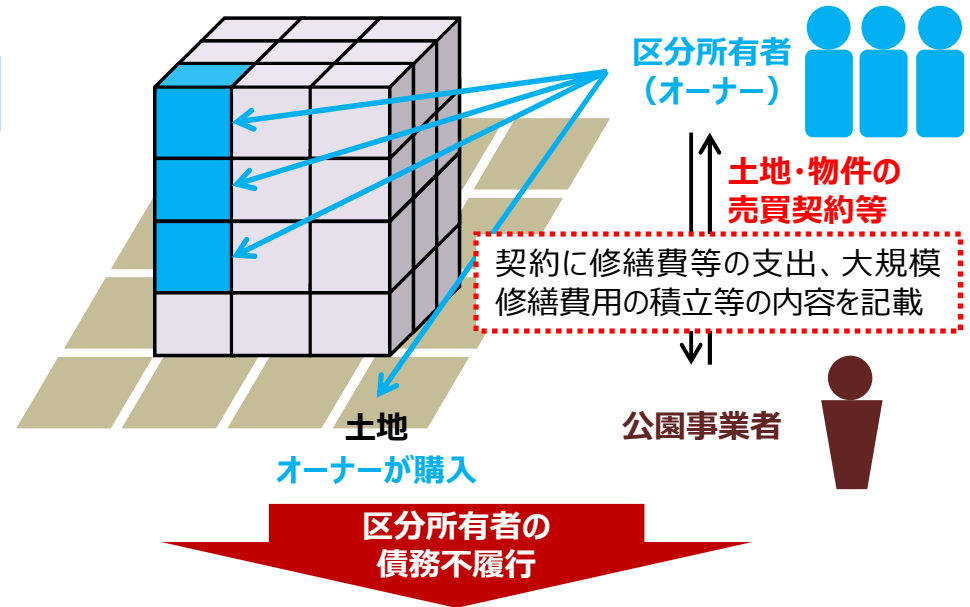 区分所有者
（オーナー）
土地・物件の
売買契約等
契約に修繕費等の支出、大規模
修繕費用の積立等の内容を記載
公園事業者
土地
オーナーが購入
区分所有者の
債務不履行